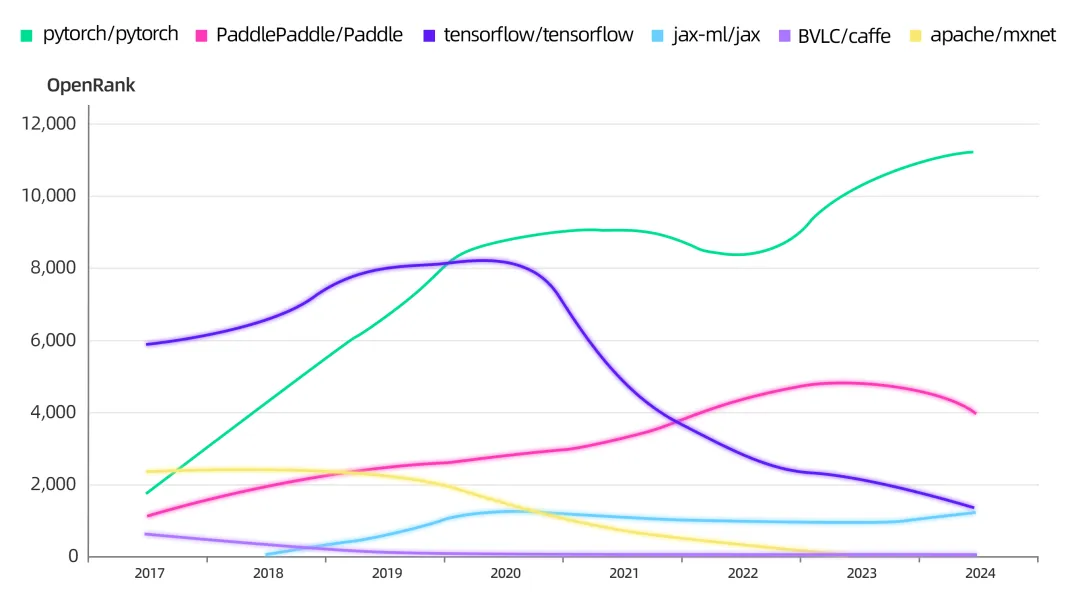 pytorch/pytorch PaddlePaddle/Paddle tensorflow/tensorflow jax-ml/jax BVLC/caffe apache/mxnet
OpenRank
12,000
10,000
8,000
6,000
4,000
2,000
0
2017 2018 2019 2020 2021 2022 2023 2024